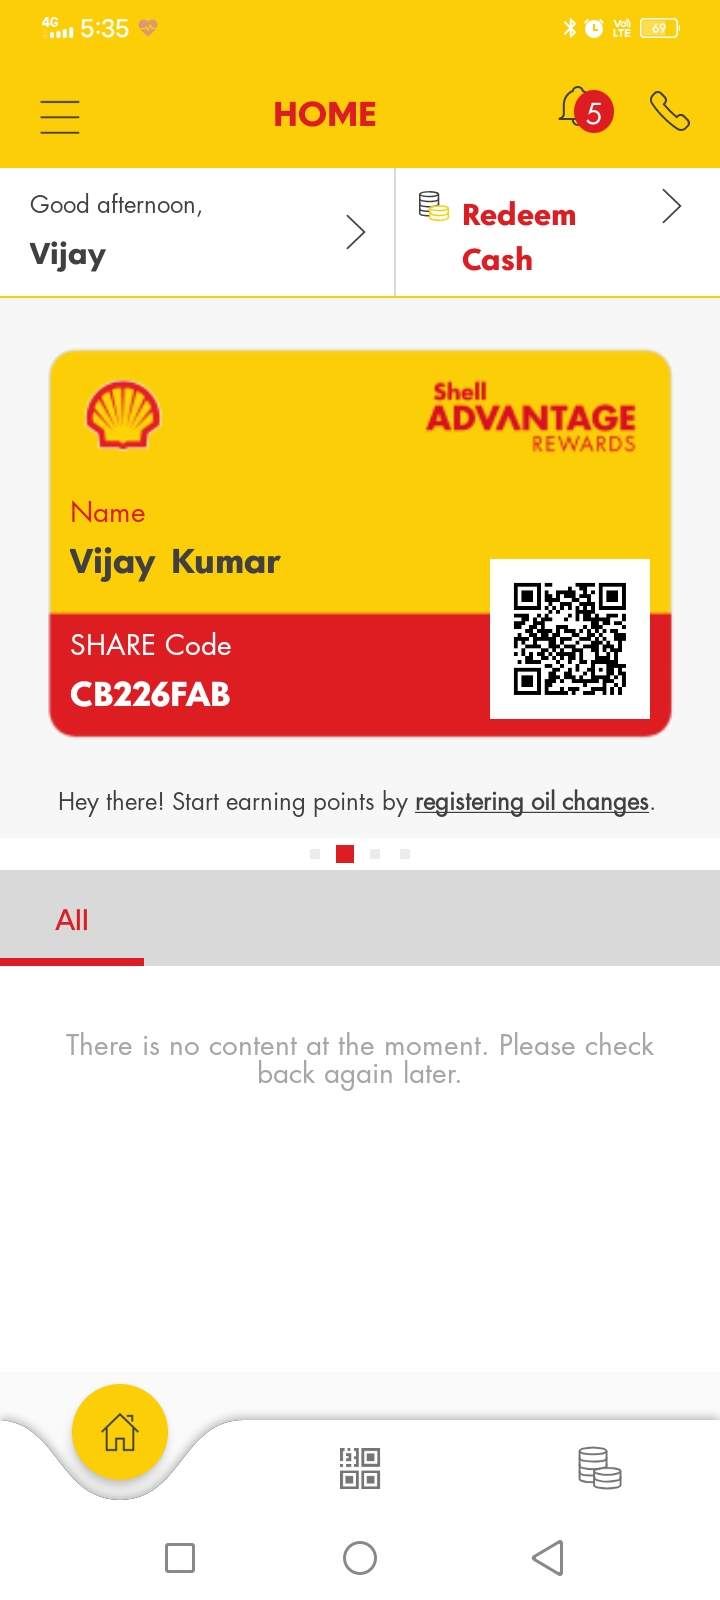 4G 5:35 Vo) LTE 69
HOME
5
Good afternoon,
Vijay
Redeem
Cash
Shell
ADVANTAGE
REWARDS
Name
Vijay Kumar
SHARE Code
CB226FAB
Hey there! Start earning points by registering oil changes.
All
There is no content at the moment. Please check
back again later.